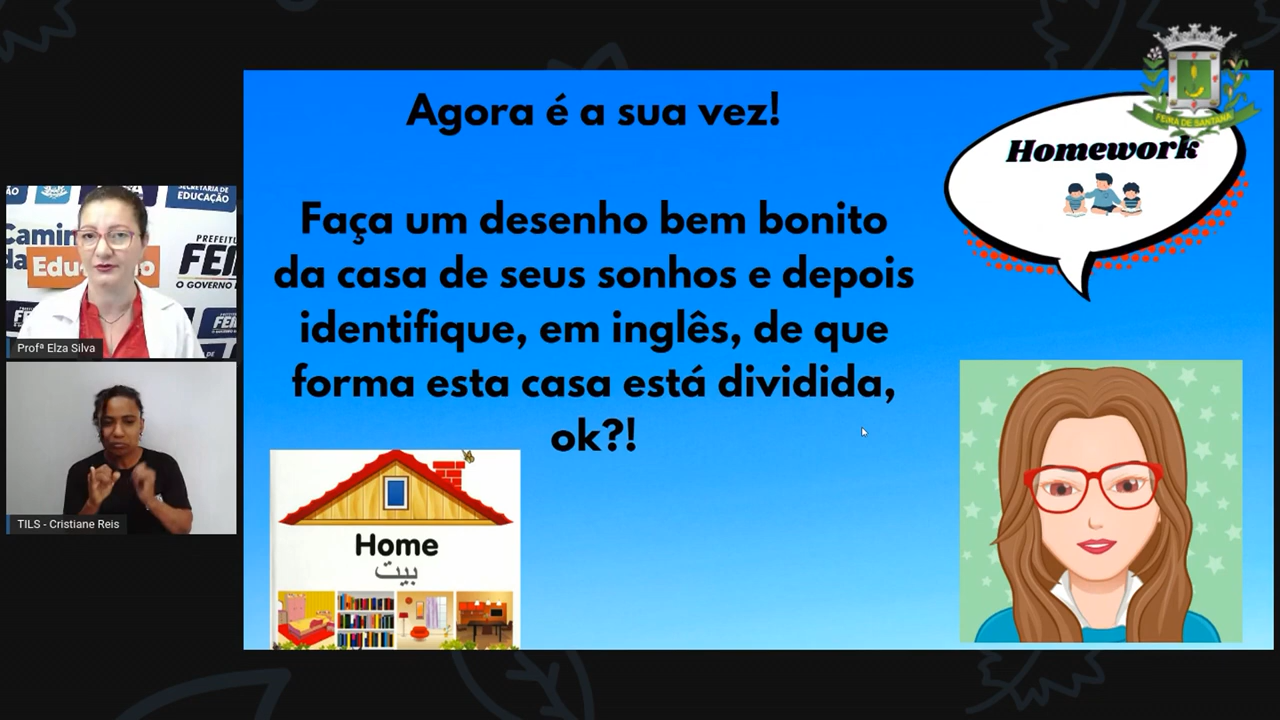 Agora é a sua vez!
Faça um desenho bem bonito
da casa de seus sonhos e depois
identifique, em inglês, de que
forma esta casa está dividida,
ok?!
Homework
FEIRA DE SANTANA
Home
بيت
SECRETARIA DE
EDUCAÇÃO
PREFEITU
FEI
O GOVERNO D
Profª Elza Silva
TILS - Cristiane Reis